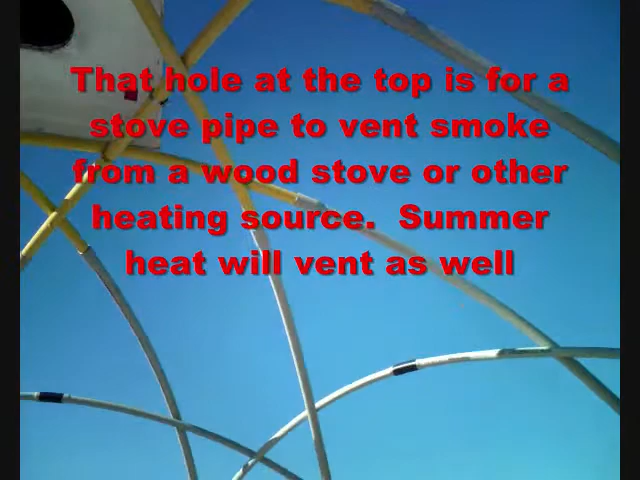 That hole at the top is for a
stove pipe to vent smoke
from a wood stove or other
heating source.  Summer
heat will vent as well